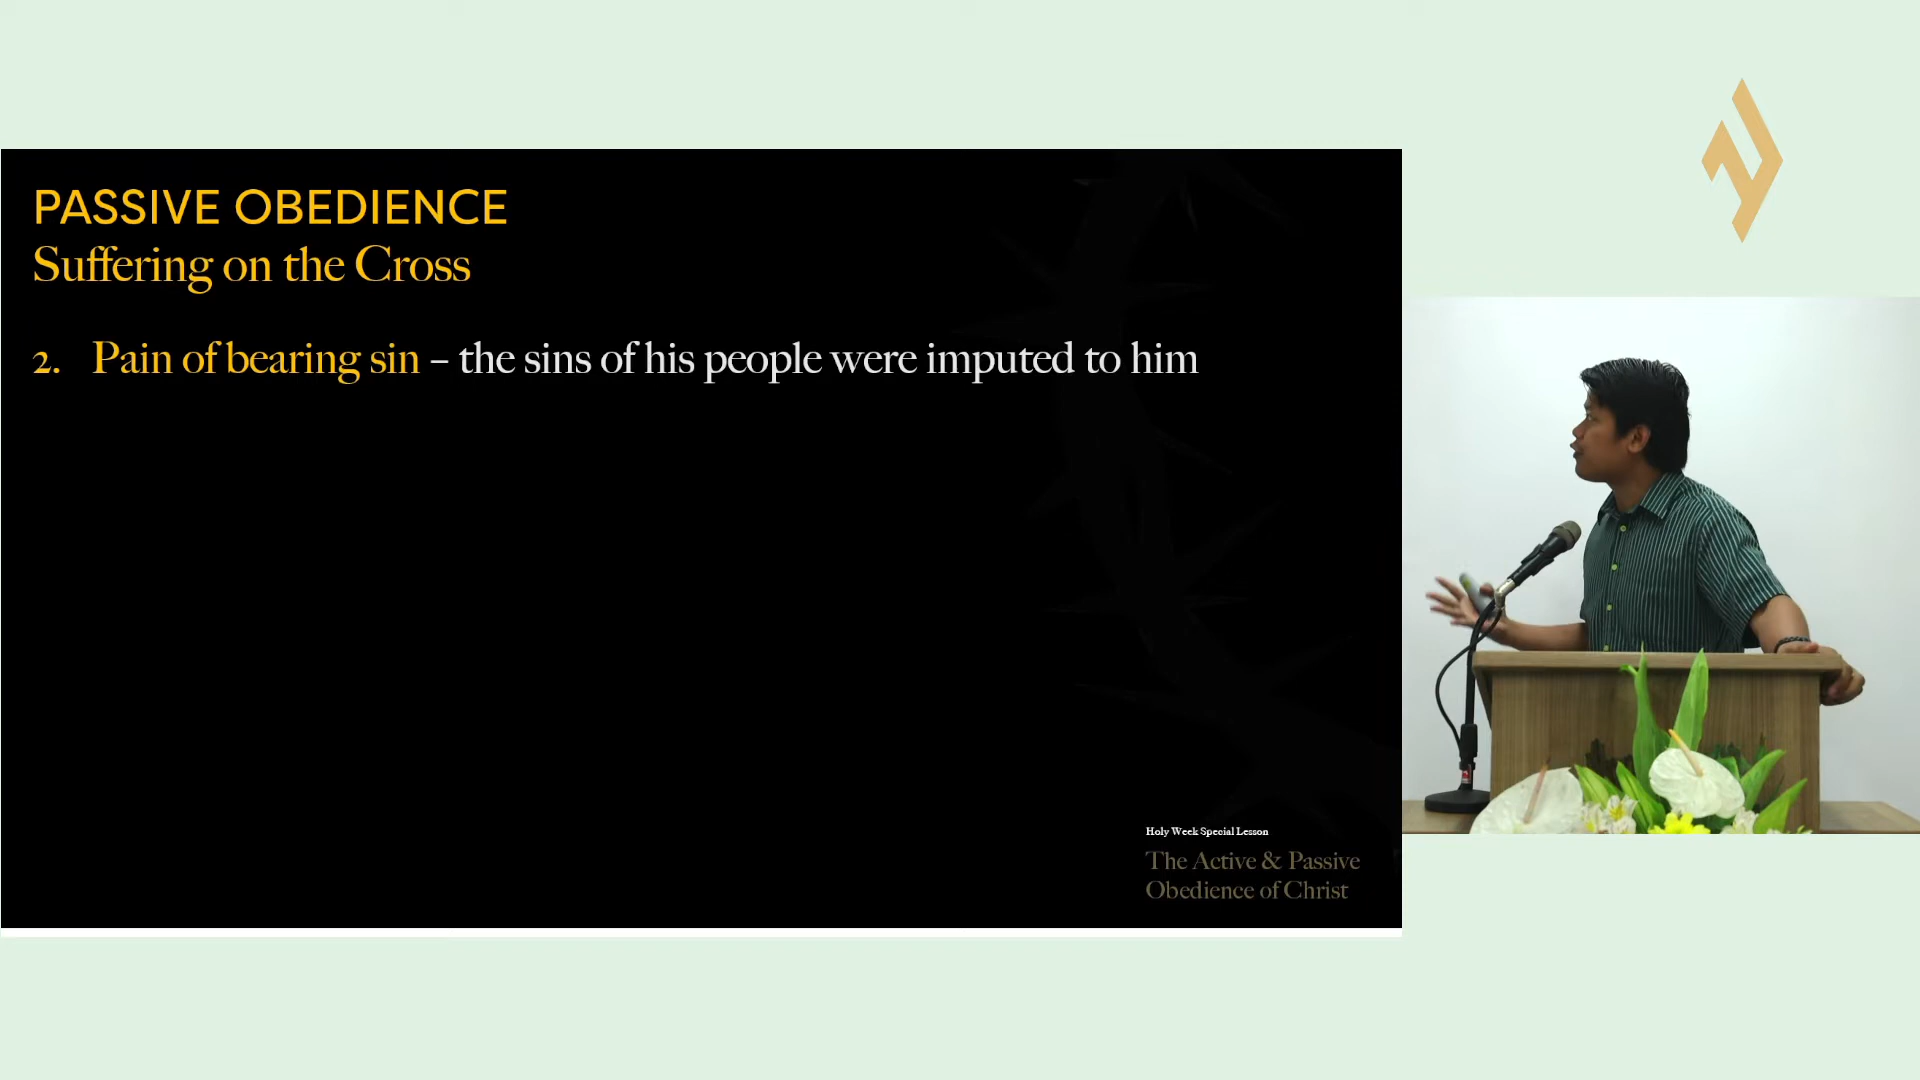 PASSIVE OBEDIENCE
Suffering on the Cross
2. Pain of bearing sin – the sins of his people were imputed to him
Holy Week Special Lesson
The Active & Passive
Obedience of Christ